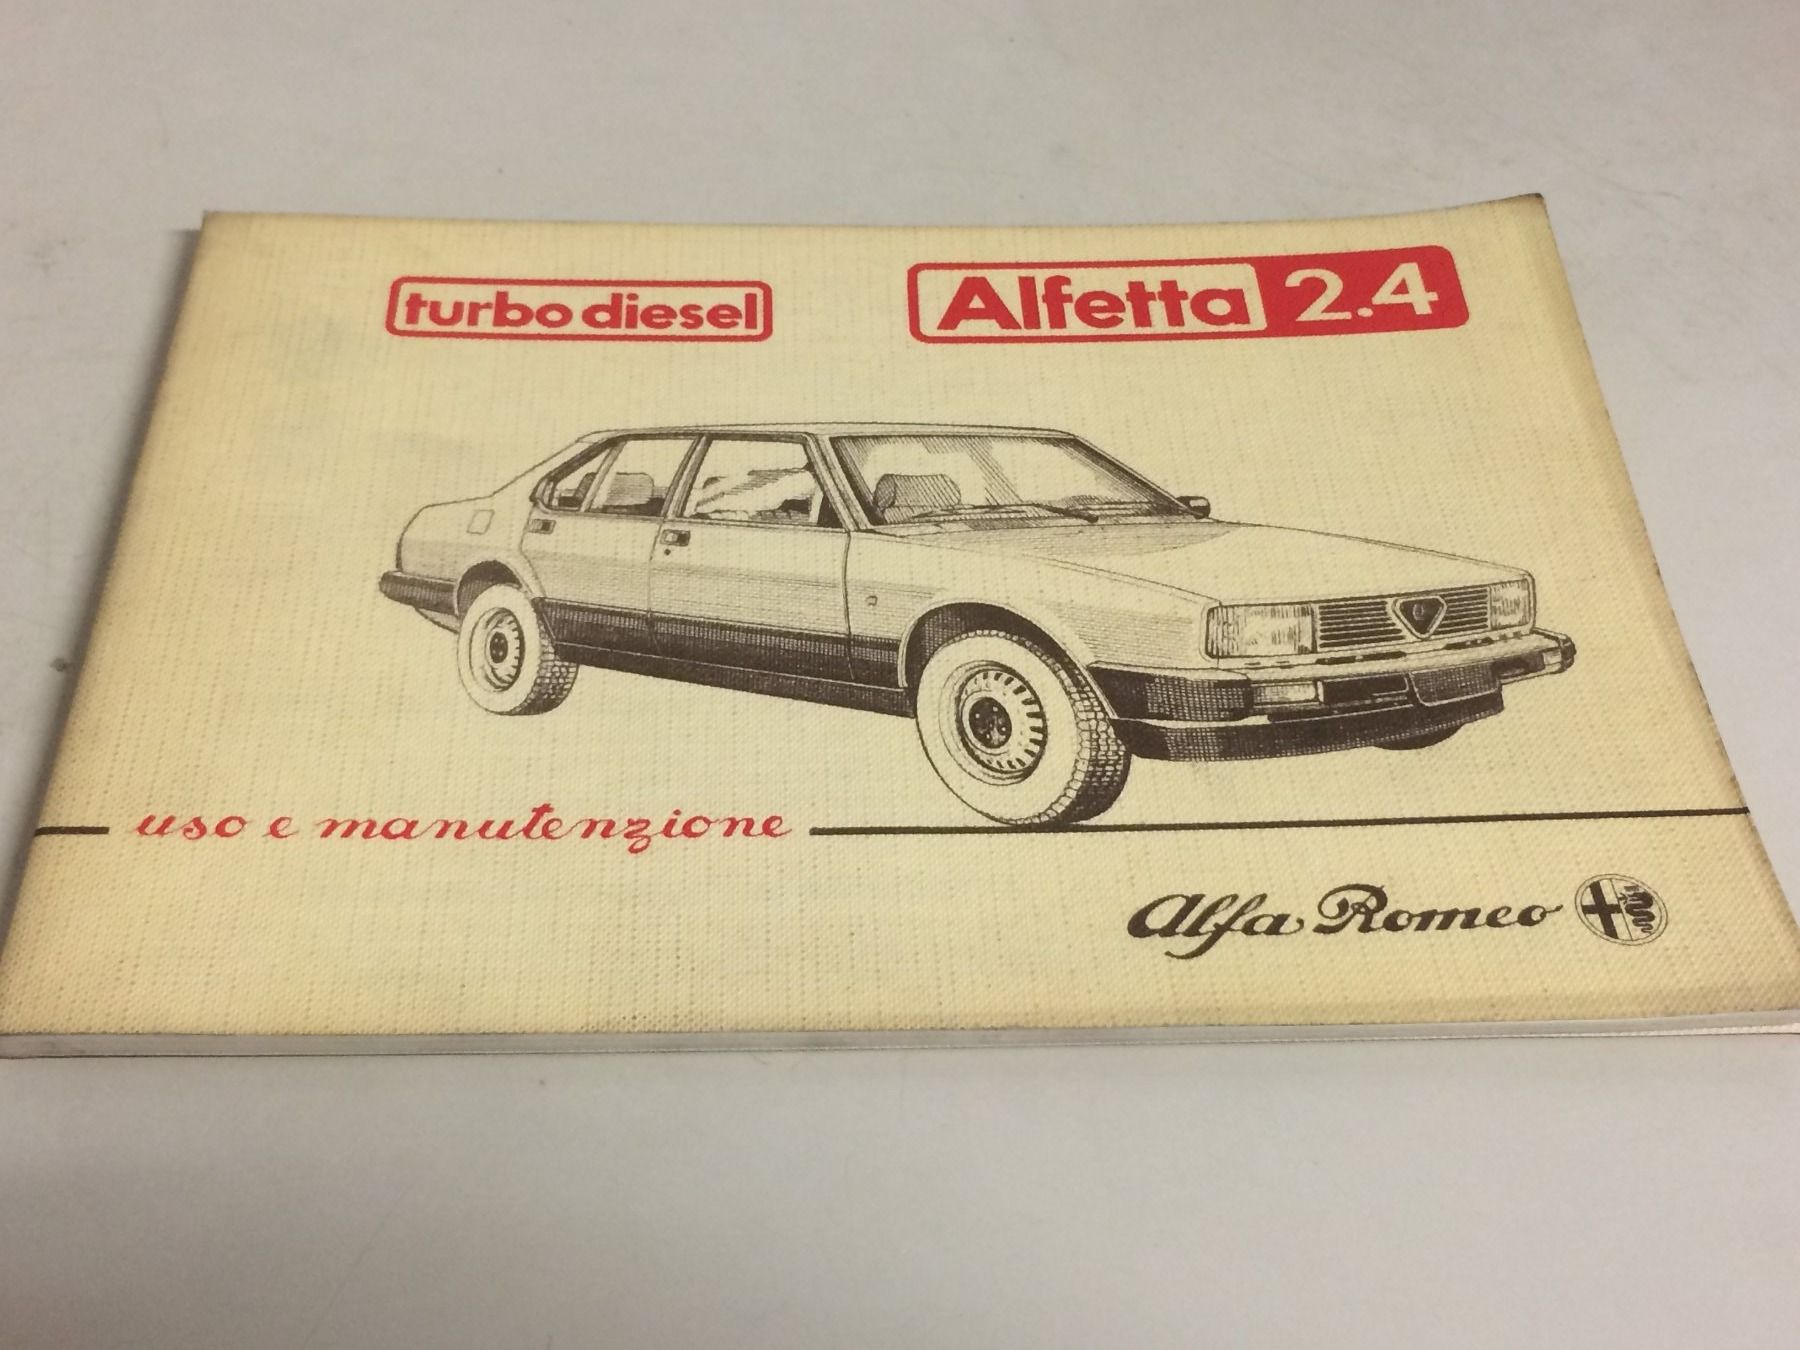 turbo diesel
Alfetta 2.4
uso e manutenzione
Alfa Romeo